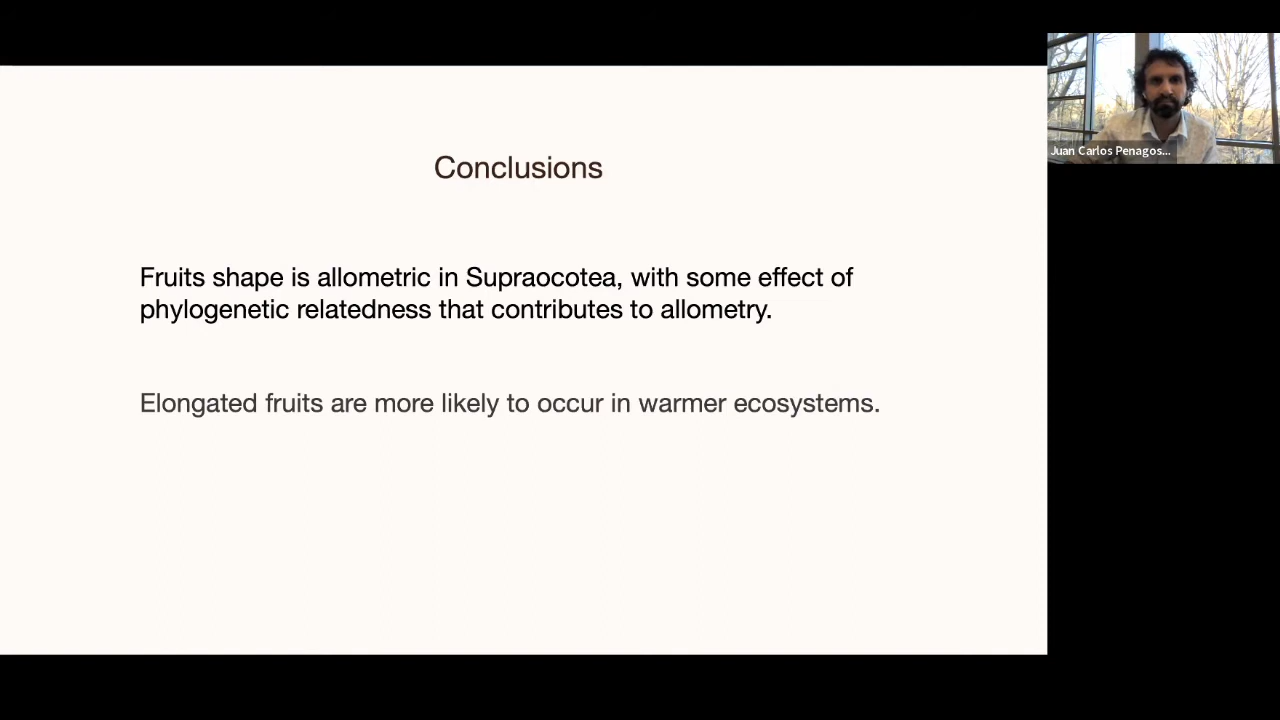 Conclusions
Fruits shape is allometric in Supraocotea, with some effect of
phylogenetic relatedness that contributes to allometry.
Elongated fruits are more likely to occur in warmer ecosystems.
Juan Carlos Penagos...